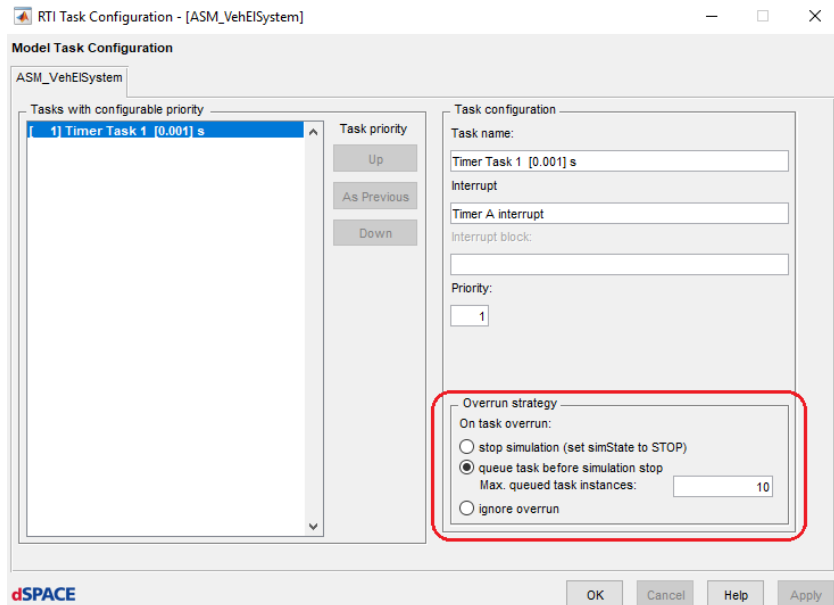 RTI Task Configuration - [ASM_VehElSystem]
Model Task Configuration
ASM_VehElSystem
Tasks with configurable priority
[ 1] Timer Task 1 [0.001] s
Task priority
Up
As Previous
Down
Task configuration
Task name:
Timer Task 1 [0.001] s
Interrupt
Timer A interrupt
Interrupt block:
Priority:
1
Overrun strategy
On task overrun:
stop simulation (set simState to STOP)
queue task before simulation stop
Max. queued task instances: 10
ignore overrun
dSPACE
OK Cancel Help Apply